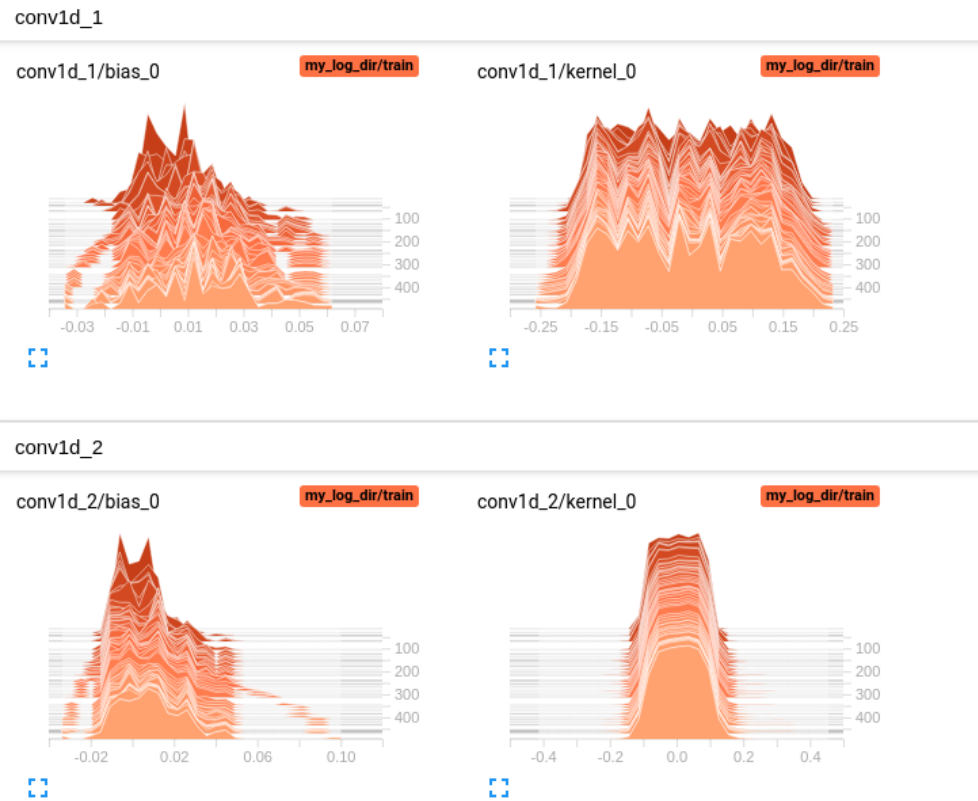 conv1d_1
conv1d_1/bias_0 my_log_dir/train conv1d_1/kernel_0 my_log_dir/train
100 100
200 200
300 300
400 400
-0.03 -0.01 0.01 0.03 0.05 0.07 -0.25 -0.15 -0.05 0.05 0.15 0.25
conv1d_2
conv1d_2/bias_0 my_log_dir/train conv1d_2/kernel_0 my_log_dir/train
100 100
200 200
300 300
400 400
-0.02 0.02 0.06 0.10 -0.4 -0.2 0.0 0.2 0.4